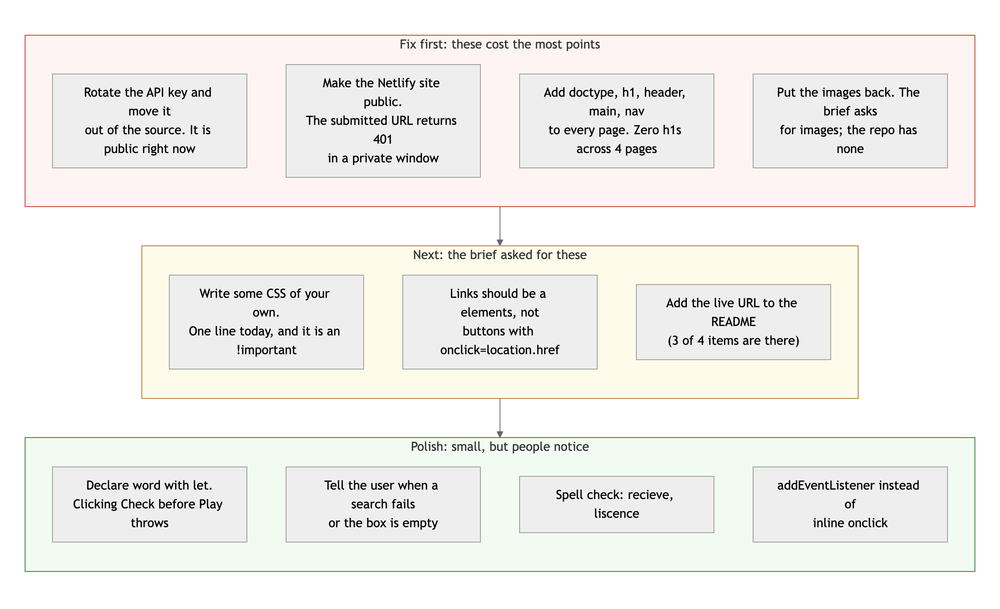 Fix first: these cost the most points
Rotate the API key and
move it
out of the source. It is
public right now
Make the Netlify site
public.
The submitted URL returns
401
in a private window
Add doctype, h1, header,
main, nav
to every page. Zero h1s
across 4 pages
Put the images back. The
brief asks
for images; the repo has
none
Next: the brief asked for these
Write some CSS of your
own.
One line today, and it is an
!important
Links should be a
elements, not
buttons with
onclick=location.href
Add the live URL to the
README
(3 of 4 items are there)
Polish: small, but people notice
Declare word with let.
Clicking Check before Play
throws
Tell the user when a
search fails
or the box is empty
Spell check: recieve,
liscence
addEventListener instead
of
inline onclick